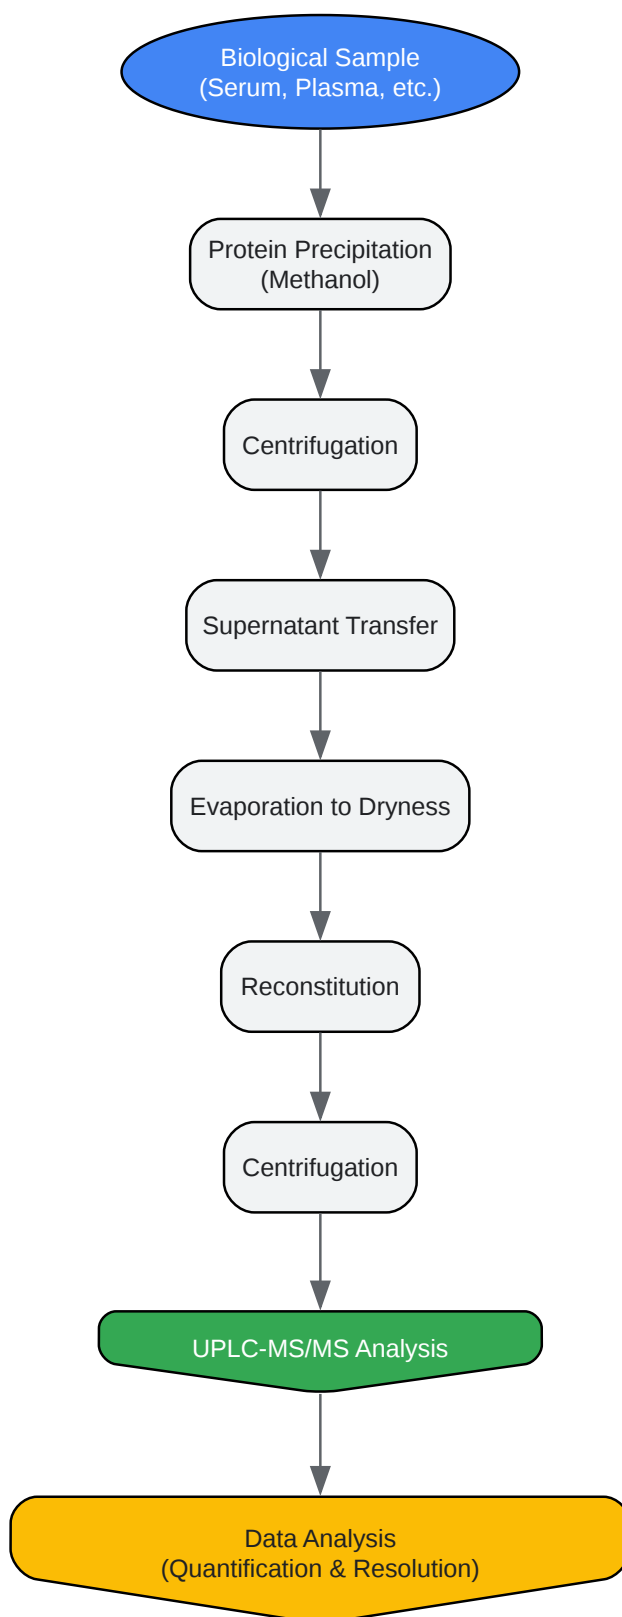 Biological Sample
(Serum, Plasma, etc.)
Protein Precipitation
(Methanol)
Centrifugation
Supernatant Transfer
Evaporation to Dryness
Reconstitution
Centrifugation
UPLC-MS/MS Analysis
Data Analysis
(Quantification & Resolution)